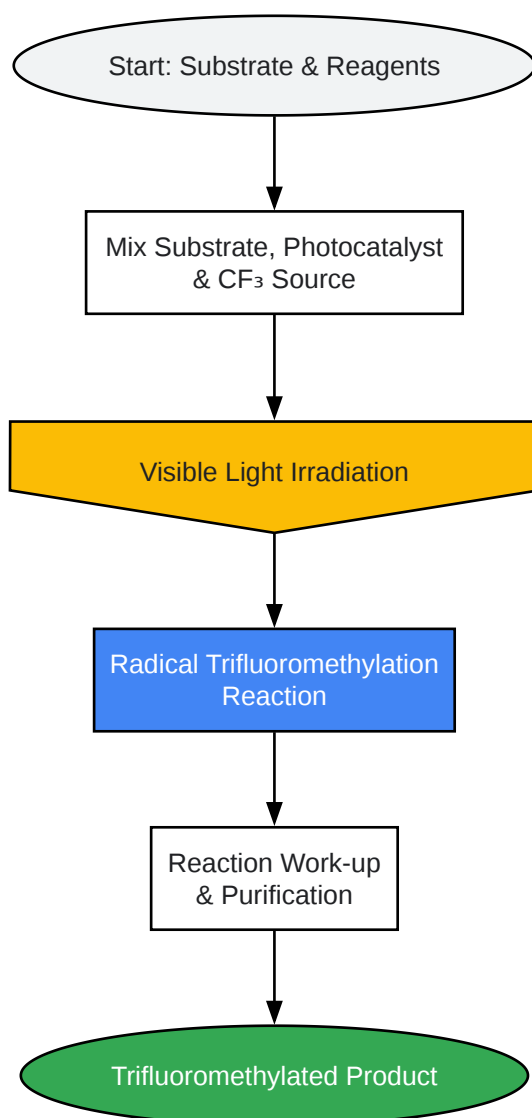 Start: Substrate & Reagents
Mix Substrate, Photocatalyst
& CF₃ Source
Visible Light Irradiation
Radical Trifluoromethylation
Reaction
Reaction Work-up
& Purification
Trifluoromethylated Product